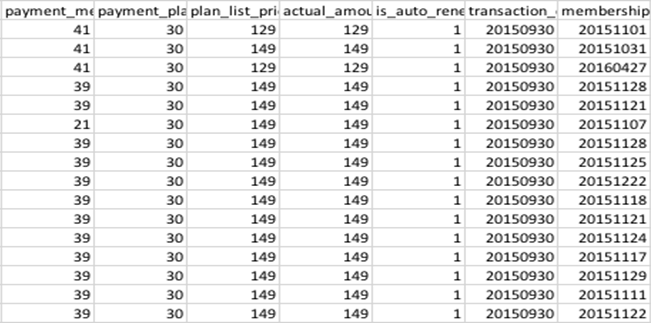 payment_me payment_pla plan_list_pri actual_amou is_auto_rene transaction_ membership
41 30 129 129 1 20150930 20151101
41 30 149 149 1 20150930 20151031
41 30 129 129 1 20150930 20160427
39 30 149 149 1 20150930 20151128
39 30 149 149 1 20150930 20151121
21 30 149 149 1 20150930 20151107
39 30 149 149 1 20150930 20151128
39 30 149 149 1 20150930 20151125
39 30 149 149 1 20150930 20151222
39 30 149 149 1 20150930 20151118
39 30 149 149 1 20150930 20151121
39 30 149 149 1 20150930 20151124
39 30 149 149 1 20150930 20151117
39 30 149 149 1 20150930 20151129
39 30 149 149 1 20150930 20151111
39 30 149 149 1 20150930 20151122